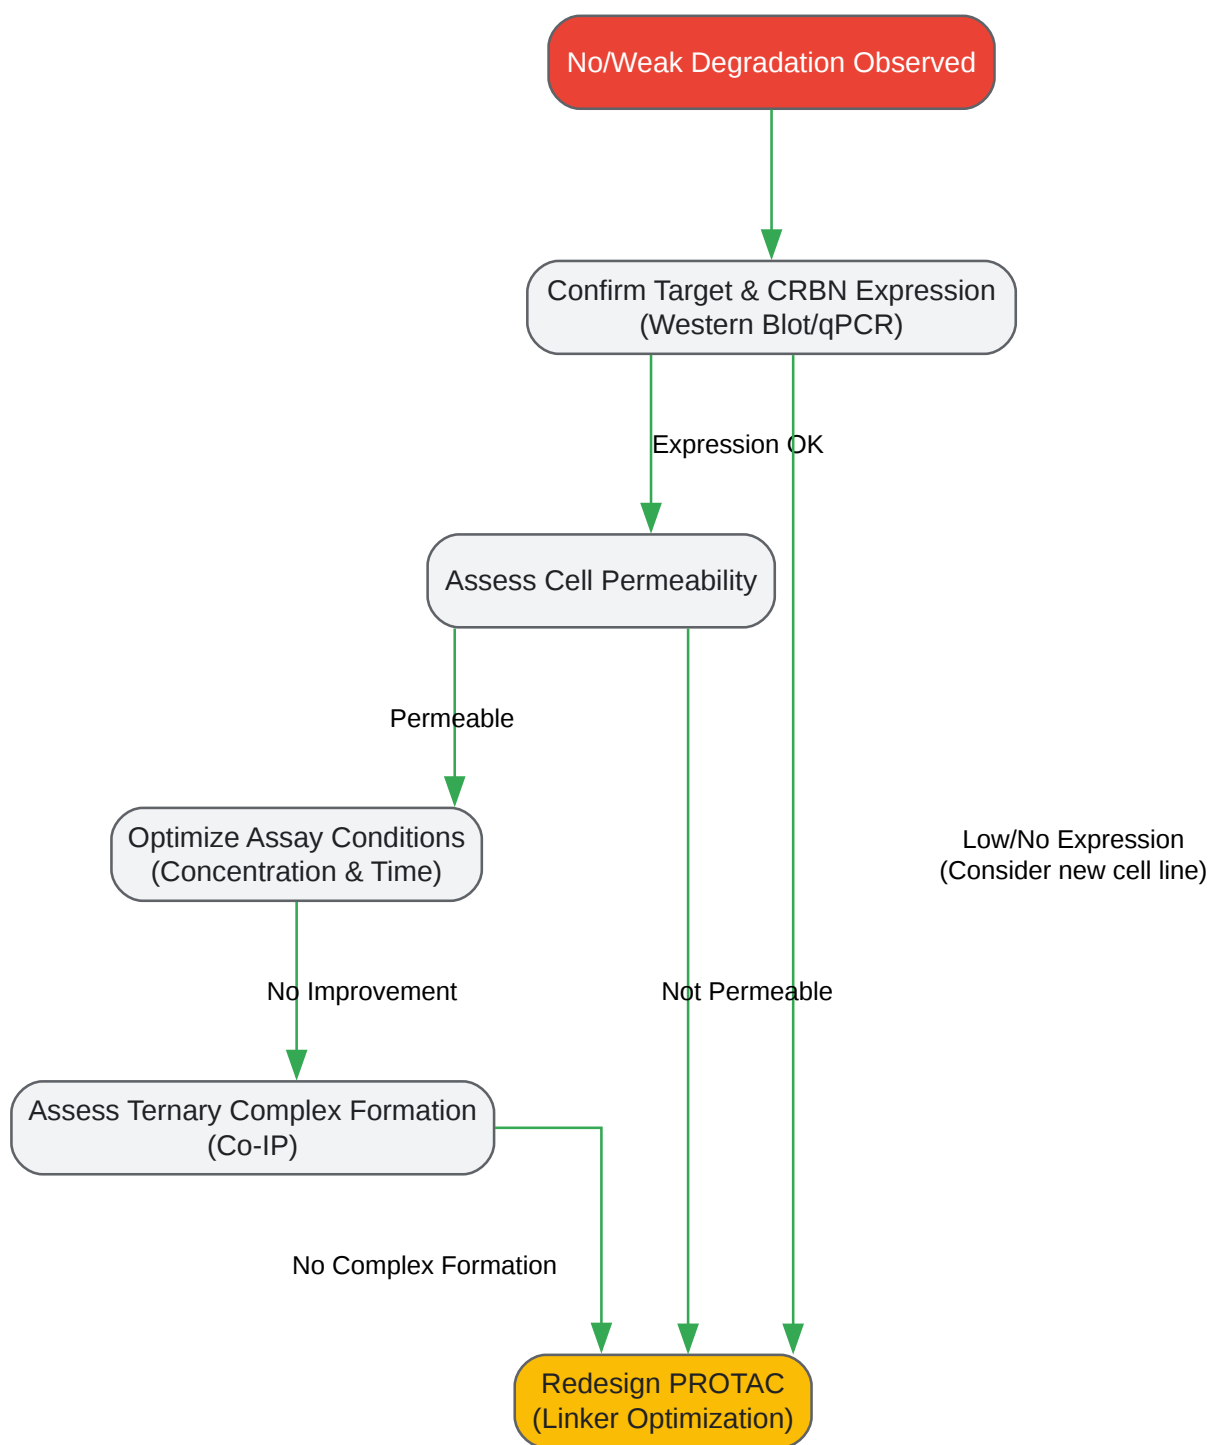 No/Weak Degradation Observed
Confirm Target & CRBN Expression
(Western Blot/qPCR)
Expression OK
Assess Cell Permeability
Permeable
Optimize Assay Conditions
(Concentration & Time)
Low/No Expression
(Consider new cell line)
No Improvement
Not Permeable
Assess Ternary Complex Formation
(Co-IP)
No Complex Formation
Redesign PROTAC
(Linker Optimization)